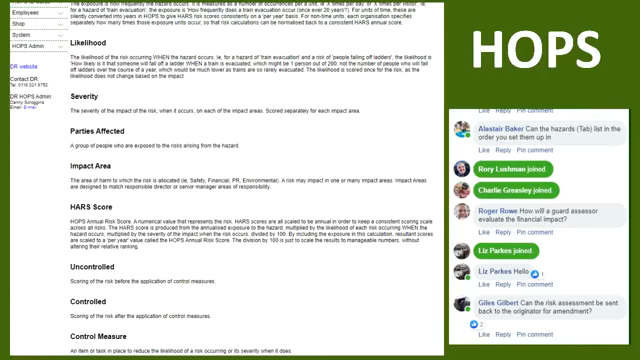 Employees
Shop
System
HOPS Admin
DR website
Contact DR:
DR HOPS Admin:
Email: E-mail
The exposure is how frequently the hazard occurs. It is measured as a number of occurrences per a unit, ie 'X times per day' or 'X times per visitor' ie,
for a hazard of 'train evacuation', the exposure is 'How frequently does a train evacuation occur (once every 20 years?'). For units of time, these are
silently converted into years in HOPS to give HARS risk scores consistently on a 'per year' basis. For non-time units, each organisation specifies
separately how many times those exposure units occur, so that risk calculations can be normalised back to a consistent HARS annual score.
Likelihood
The likelihood of the risk occurring WHEN the hazard occurs. Ie, for a hazard of 'train evacuation' and a risk of 'people falling off ladders', the likelihood is
'How likely is it that someone will fall off a ladder WHEN a train is evacuated', which might be 1 person out of 200, not the number of people who will fall
off ladders over the course of a year, which would be much lower as trains are so rarely evacuated. The likelihood is scored once for the risk, as the
likelihood does not change based on the impact.
Severity
The severity of the impact of the risk, when it occurs, on each of the impact areas. Scored separately for each impact area.
Parties Affected
A group of people who are exposed to the risks arising from the hazard.
Impact Area
The area of harm to which the risk is allocated (ie, Safety, Financial, PR, Environmental). A risk may impact in one or many impact areas. Impact Areas
are designed to match responsible director or senior manager areas of responsibility.
HARS Score
HOPS Annual Risk Score. A numerical value that represents the risk. HARS scores are all scaled to be annual in order to keep a consistent scoring scale
across all risks. The HARS score is produced from the annualised exposure to the hazard, multiplied by the likelihood of each risk occurring WHEN the
hazard occurs, multiplied by the severity of the impact when the risk occurs, divided by 100. By including the exposure in this calculation, resultant scores
are scaled to a 'per year' value called the HOPS Annual Risk Score. The division by 100 is just to scale the results to manageable numbers, without
altering their relative ranking.
Uncontrolled
Scoring of the risk before the application of control measures.
Controlled
Scoring of the risk after the application of control measures.
Control Measure
An item or task in place to reduce the likelihood of a risk occurring or its severity when it does.
HOPS
Like Reply Pin comment
Alastair Baker Can the hazards (Tab) list in the
order you set them up in
Like Reply Pin comment
Rory Lushman joined.
Charlie Greasley joined.
Roger Rowe How will a guard assessor
evaluate the financial impact?
Like Reply Pin comment
Liz Parkes joined.
Liz Parkes Hello
1
Like Reply Pin comment
Giles Gilbert Can the risk assessment be sent
back to the originator for amendment?
2
Like Reply Pin comment